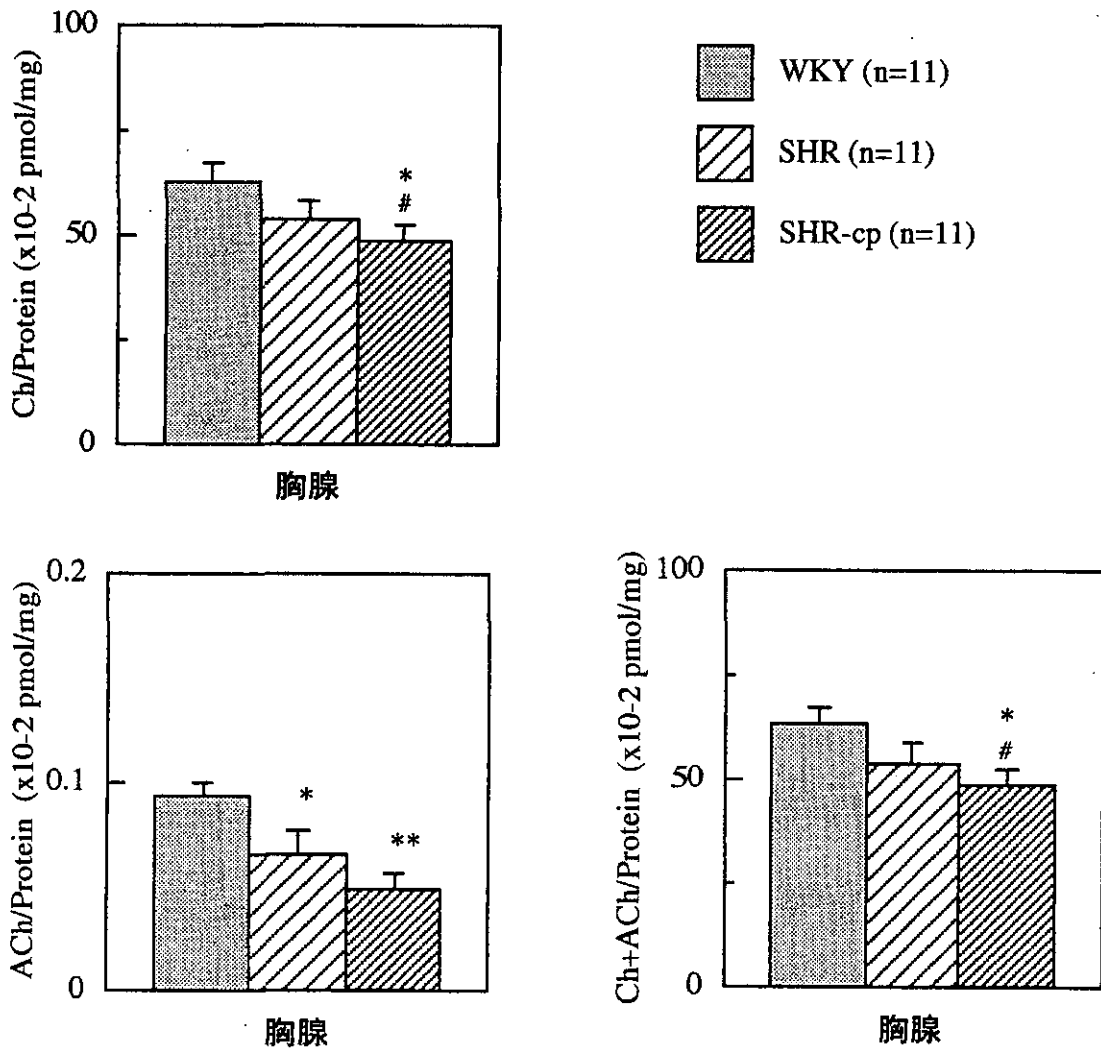 Ch/Protein (x10-2 pmol/mg)
100
50
0
*
#
胸腺
WKY (n=11)
SHR (n=11)
SHR-cp (n=11)
ACh/Protein (x10-2 pmol/mg)
0.2
0.1
0
*
**
胸腺
Ch+ACh/Protein (x10-2 pmol/mg)
100
50
0
*
#
胸腺